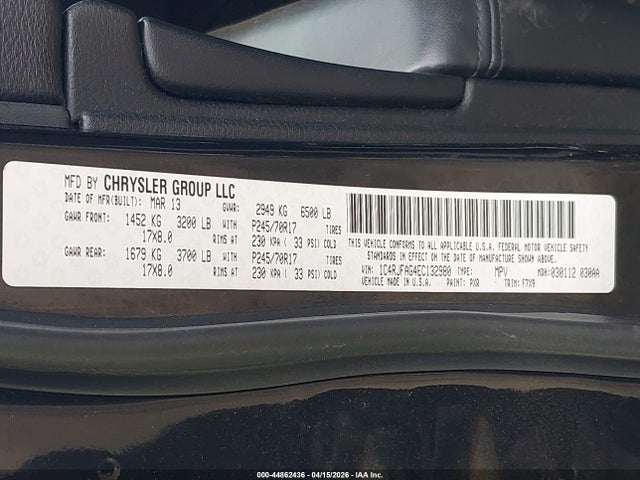 MFD BY CHRYSLER GROUP LLC
DATE OF MFR(BUILT): MAR 13 GVWR: 2949 KG 6500 LB
GAWR FRONT: 1452 KG 3200 LB WITH P245/70R17 TIRES
17X8.0 RIMS AT 230 KPA ( 33 PSI) COLD
GAWR REAR: 1679 KG 3700 LB WITH P245/70R17 TIRES
17X8.0 RIMS AT 230 KPA ( 33 PSI) COLD
THIS VEHICLE CONFORMS TO ALL APPLICABLE U.S.A. FEDERAL MOTOR VEHICLE SAFETY
STANDARDS IN EFFECT ON THE DATE OF MANUFACTURE SHOWN ABOVE.
VIN: 1C4RJFAG4EC132980 TYPE: MPV MDH: 030112 030AA
VEHICLE MADE IN U.S.A. PAINT: PXR TRIM: F7X9
000-44862436 - 04/15/2026 - IAA Inc.